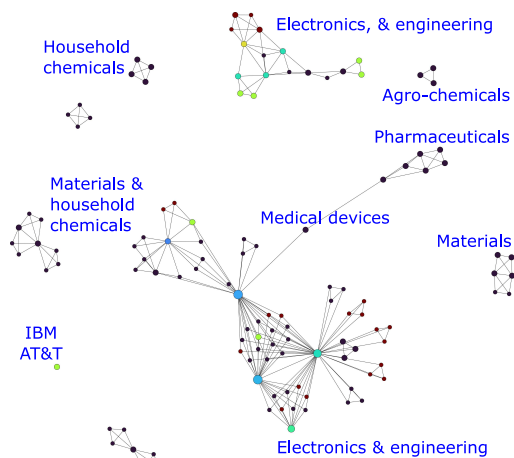 Electronics, & engineering
Household
chemicals
Agro-chemicals
Pharmaceuticals
Materials &
household
chemicals
Medical devices
Materials
IBM
AT&T
Electronics & engineering